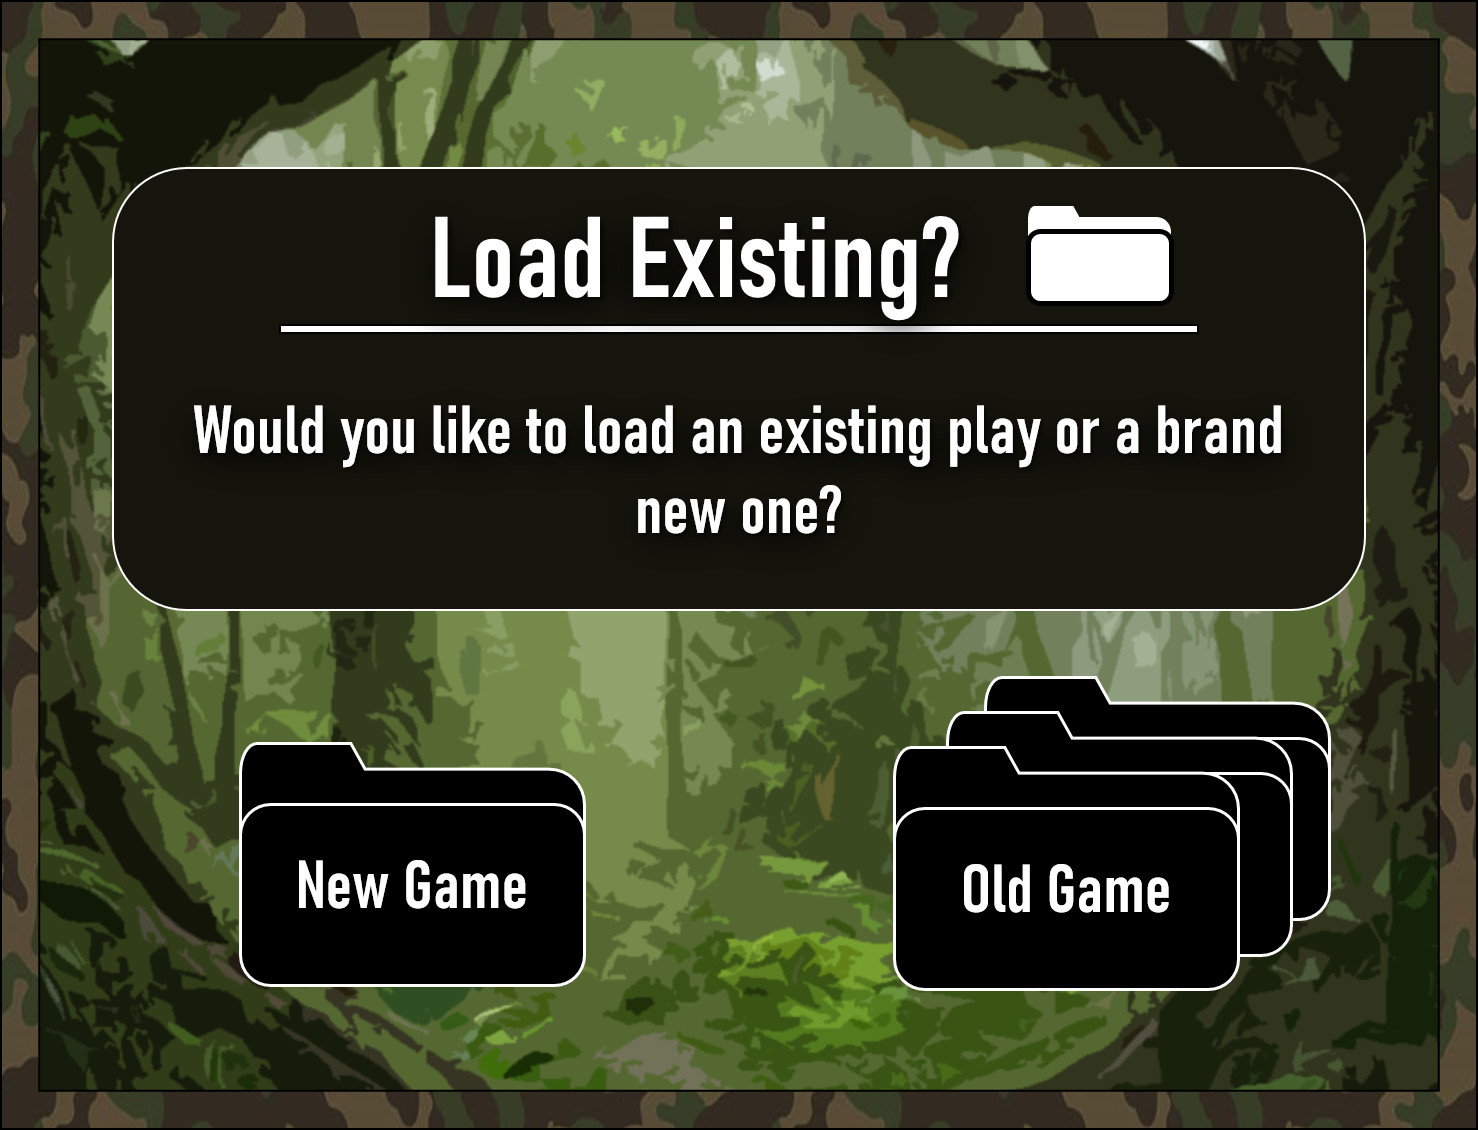 Load Existing?
Would you like to load an existing play or a brand
new one?
New Game
Old Game